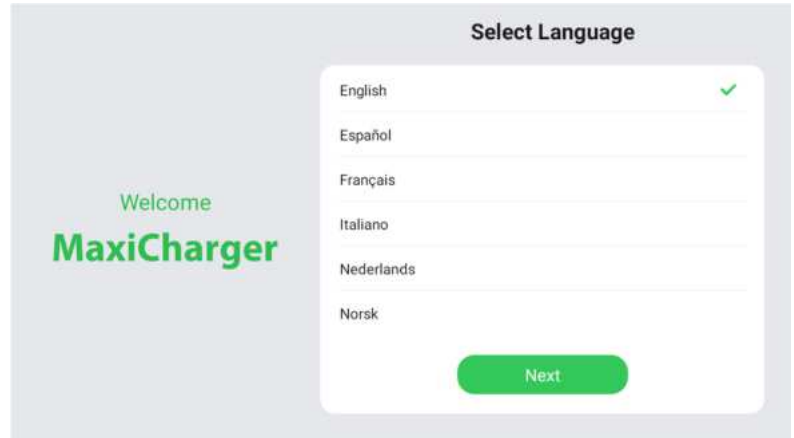 Select Language
English
Español
Français
Italiano
Nederlands
Norsk
Next
Welcome
MaxiCharger